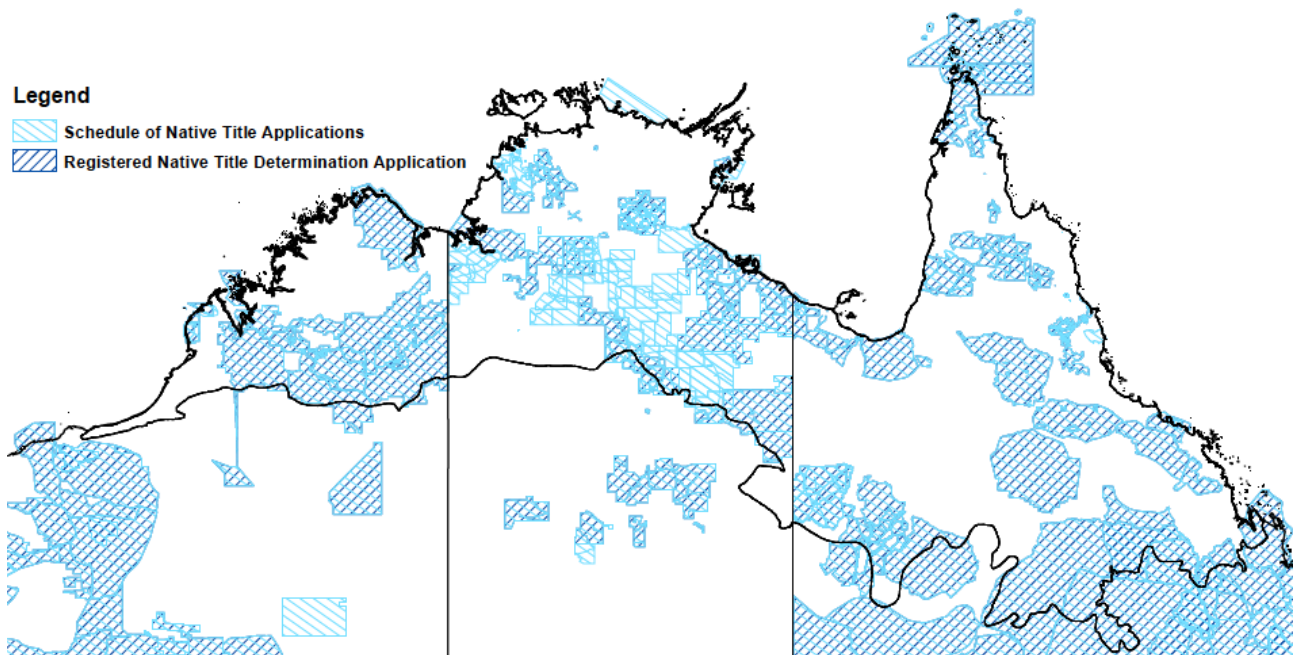 Legend
Schedule of Native Title Applications
Registered Native Title Determination Application